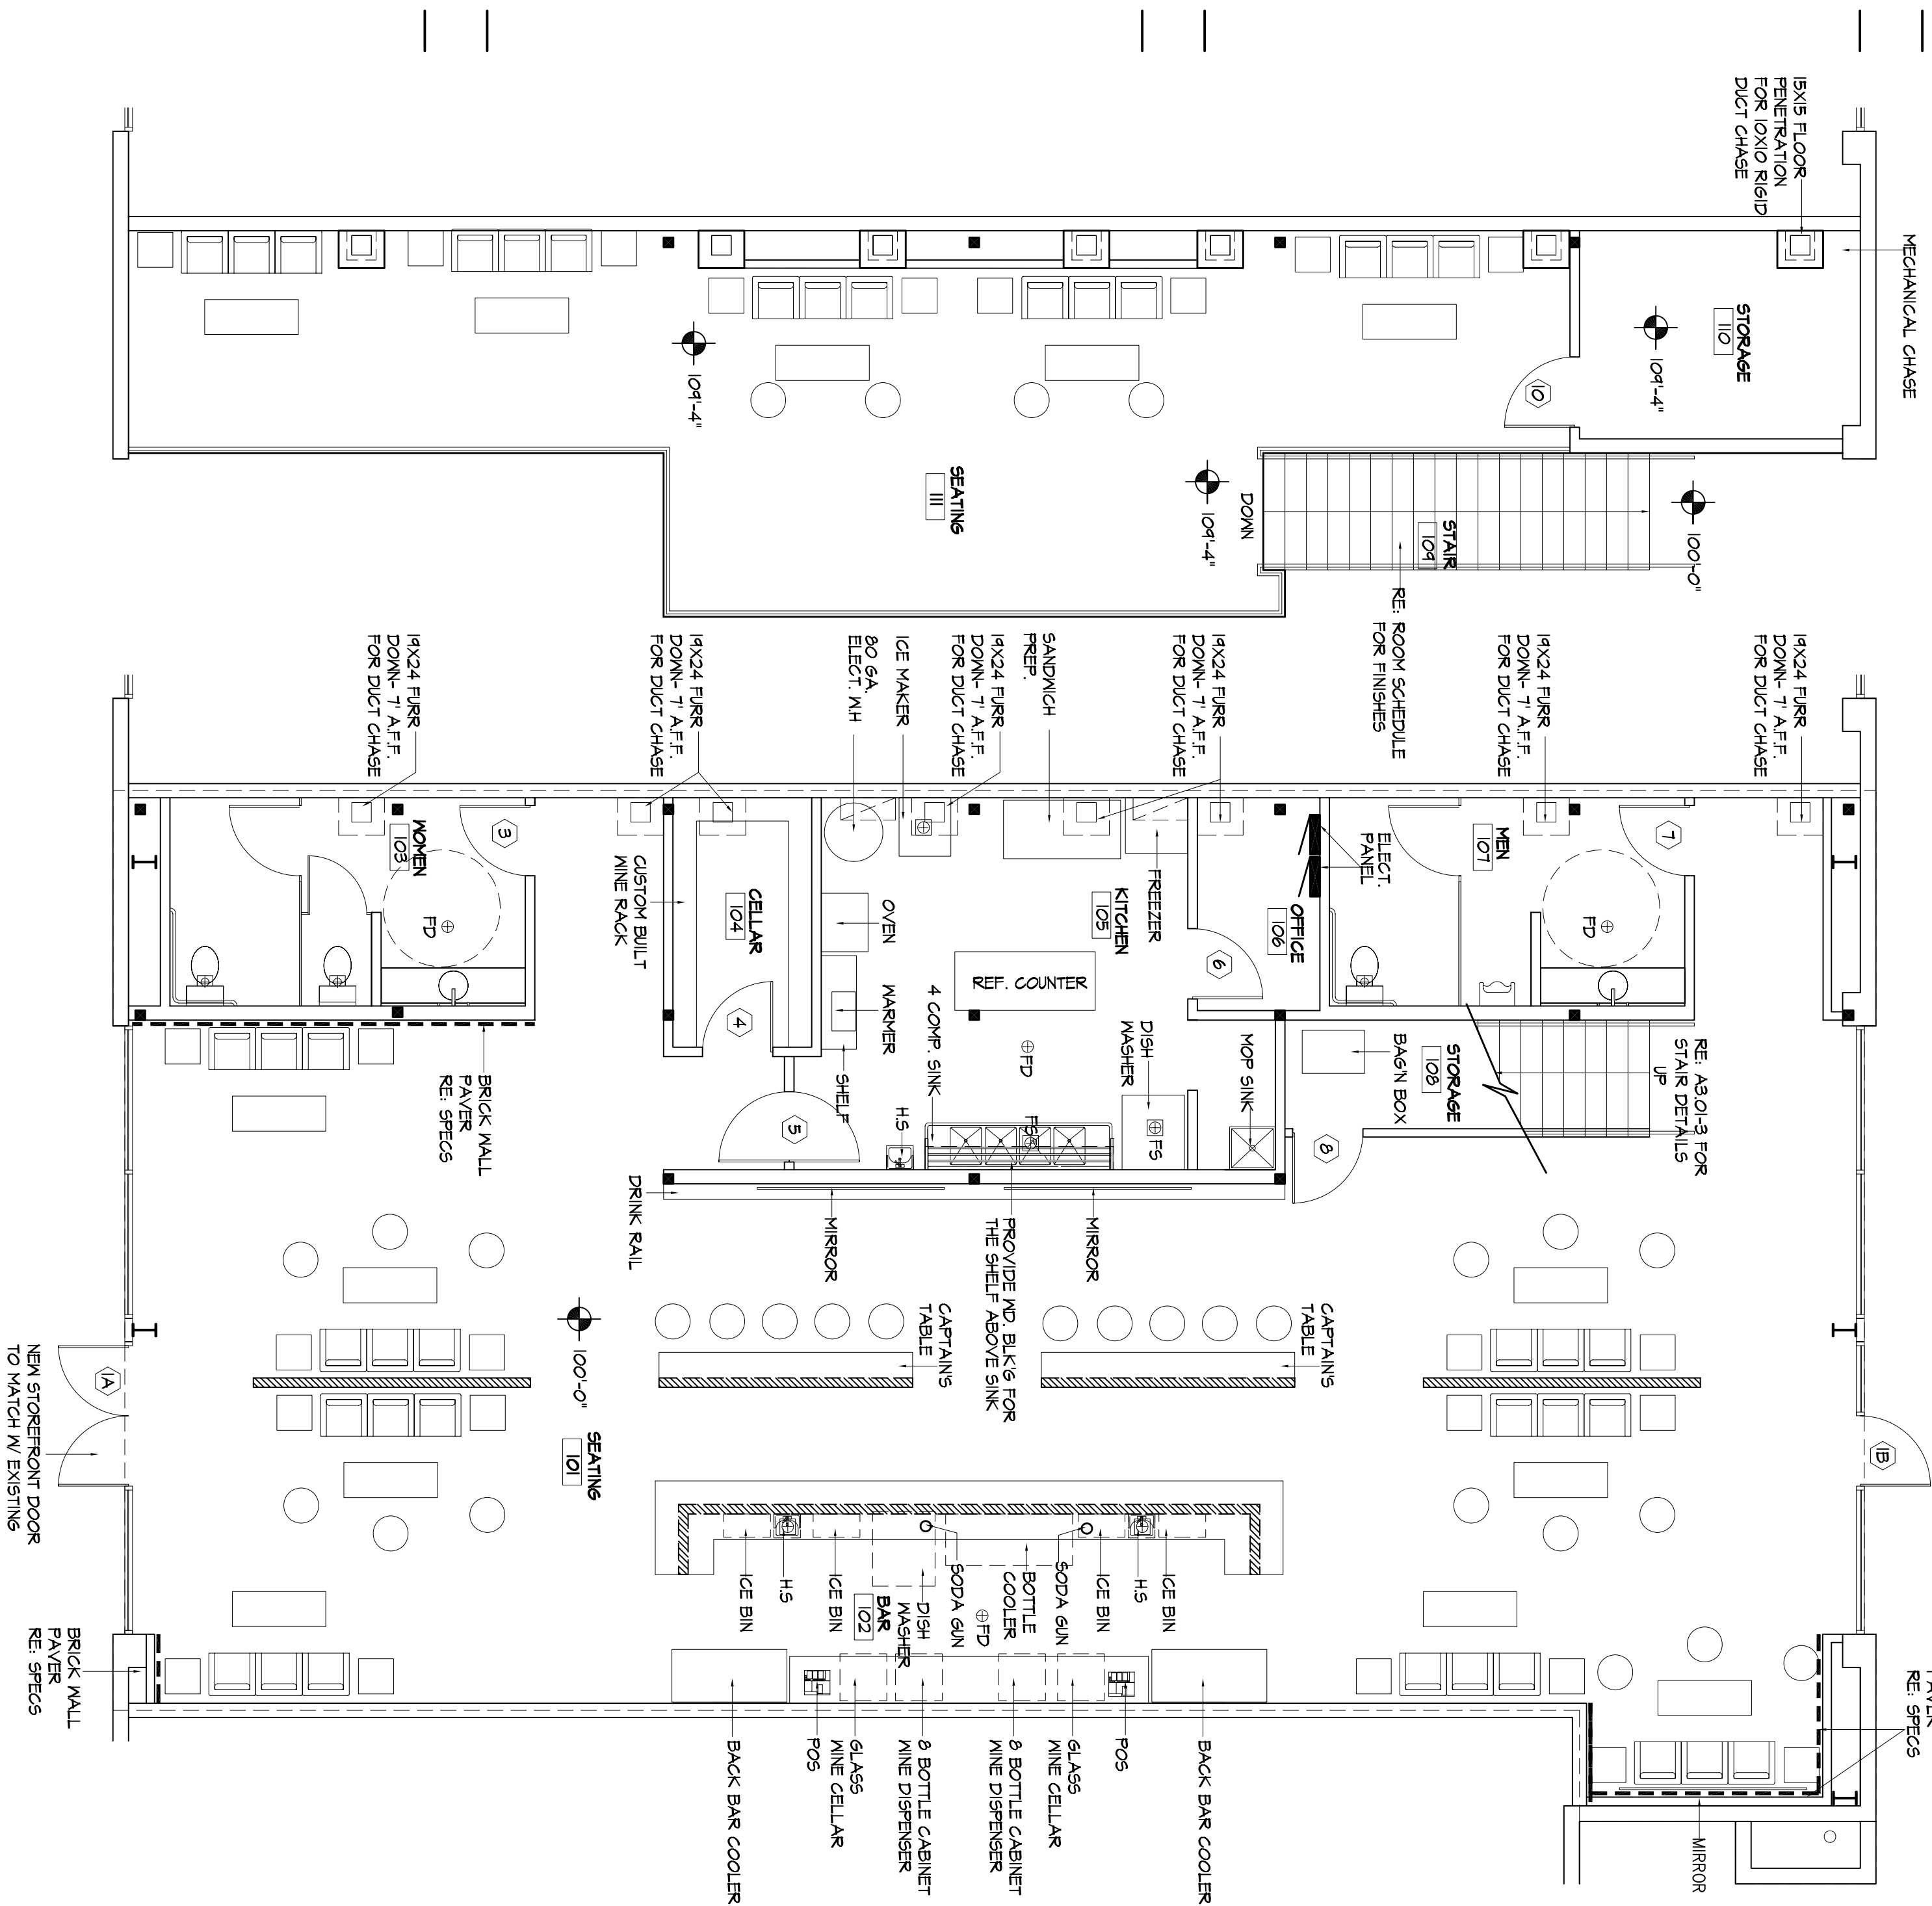 15X15 FLOOR
PENETRATION
FOR 10X10 RIGID
DUCT CHASE
MECHANICAL CHASE
STORAGE
110
109'-4"
10
109'-4"
SEATING
111
109'-4"
DOWN
STAIR
109
100'-0"
RE: ROOM SCHEDULE
FOR FINISHES
19X24 FURR
DOWN- 7' A.F.F.
FOR DUCT CHASE
19X24 FURR
DOWN- 7' A.F.F.
FOR DUCT CHASE
19X24 FURR
DOWN- 7' A.F.F.
FOR DUCT CHASE
SANDWICH
PREP.
19X24 FURR
DOWN- 7' A.F.F.
FOR DUCT CHASE
ICE MAKER
80 GA.
ELECT. W.H
19X24 FURR
DOWN- 7' A.F.F.
FOR DUCT CHASE
19X24 FURR
DOWN- 7' A.F.F.
FOR DUCT CHASE
7
MEN
107
FD
ELECT.
PANEL
OFFICE
106
6
FREEZER
KITCHEN
105
REF. COUNTER
OVEN
WARMER
SHELF
CELLAR
104
4
CUSTOM BUILT
WINE RACK
3
WOMEN
103
FD
RE: A3.01-3 FOR
STAIR DETAILS
UP
STORAGE
108
BAG'N BOX
8
MOP SINK
DISH
WASHER
FS
FD
FS
4 COMP. SINK
H.S
5
BRICK WALL
PAVER
RE: SPECS
DRINK RAIL
MIRROR
PROVIDE WD. BLK'G FOR
THE SHELF ABOVE SINK
MIRROR
CAPTAIN'S
TABLE
CAPTAIN'S
TABLE
100'-0"
SEATING
101
1A
1B
NEW STOREFRONT DOOR
TO MATCH W/ EXISTING
ICE BIN
H.S
ICE BIN
SODA GUN
BOTTLE
COOLER
FD
SODA GUN
DISH
WASHER
BAR
102
ICE BIN
H.S
ICE BIN
BACK BAR COOLER
POS
GLASS
WINE CELLAR
8 BOTTLE CABINET
WINE DISPENSER
8 BOTTLE CABINET
WINE DISPENSER
GLASS
WINE CELLAR
POS
BACK BAR COOLER
BRICK WALL
PAVER
RE: SPECS
PAVER
RE: SPECS
MIRROR